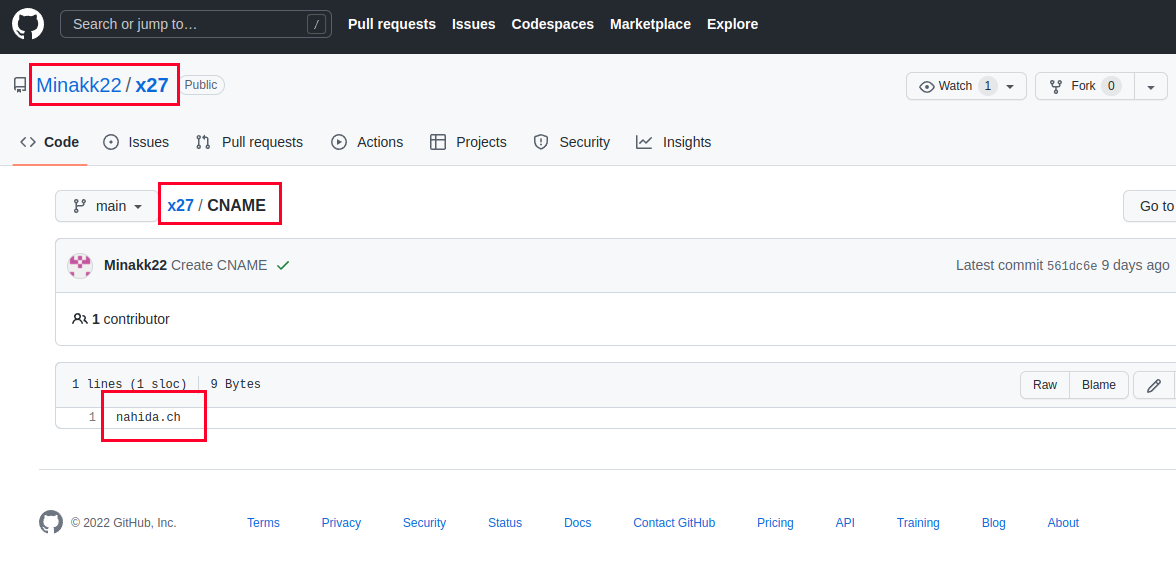 Search or jump to… / Pull requests Issues Codespaces Marketplace Explore
Minakk22 / x27 Public Watch 1 Fork 0
Code Issues Pull requests Actions Projects Security Insights
main x27 / CNAME Go to
Minakk22 Create CNAME Latest commit 561dc6e 9 days ago
1 contributor
1 lines (1 sloc) 9 Bytes Raw Blame
1 nahida.ch
© 2022 GitHub, Inc. Terms Privacy Security Status Docs Contact GitHub Pricing API Training Blog About